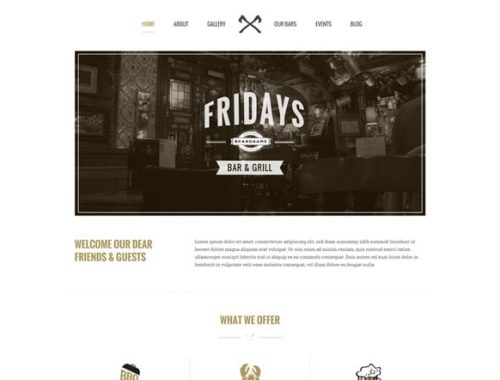 HOME ABOUT GALLERY OUR BARS EVENTS BLOG
FRIDAYS
BRANDNAME
BAR & GRILL
WELCOME OUR DEAR
FRIENDS & GUESTS
Lorem ipsum dolor sit amet, consectetuer adipiscing elit, sed diam nonummy nibh euismod
tincidunt ut laoreet dolore magna aliquam erat volutpat. Ut wisis enim ad minim veniam, quis nostrud exerci tation
ullamcorper suscipit lobortis nisl ut aliquip ex ea commodo consequat. Duis autem vel eum iriure dolor in
hendrerit in vulputate velit esse molestie consequat, vel illum dolore eu feugiat nulla
WHAT WE OFFER
BBQ